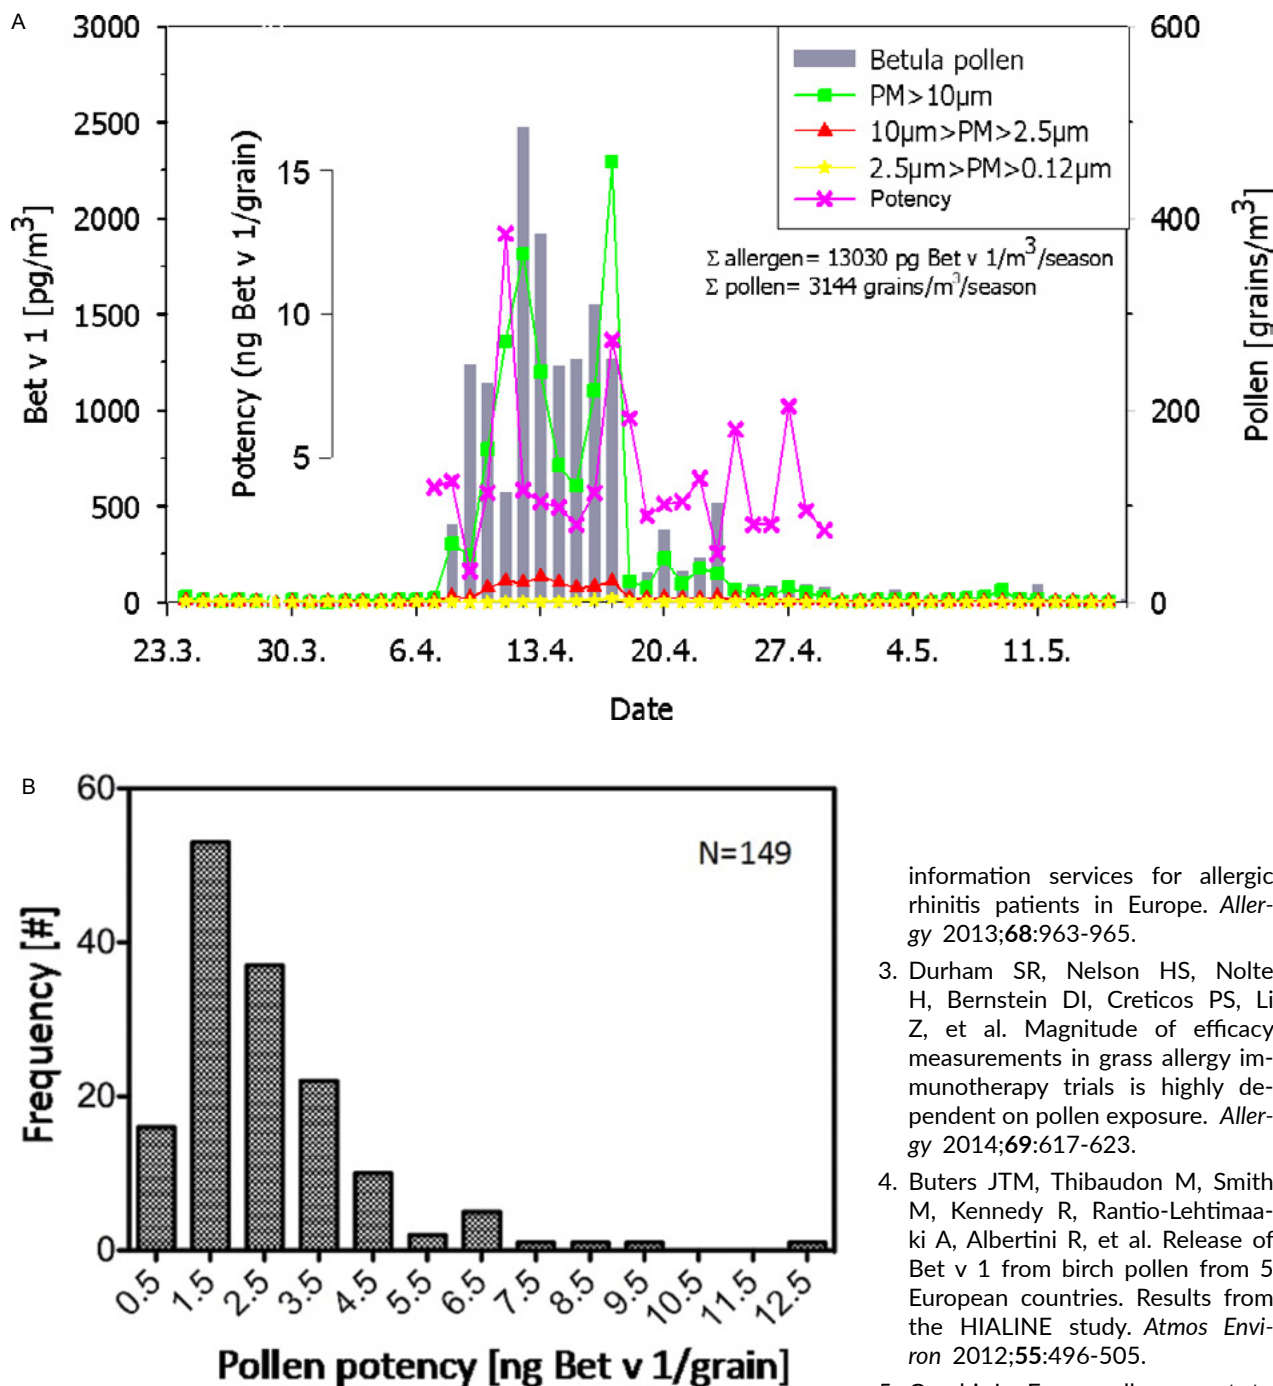 A
3000
2500
2000
1500
1000
500
0
Bet v 1 [pg/m³]
15
10
5
Potency (ng Bet v 1/grain)
Betula pollen
PM>10µm
10µm>PM>2.5µm
2.5µm>PM>0.12µm
Potency
Σ allergen= 13030 pg Bet v 1/m³/season
Σ pollen= 3144 grains/m³/season
600
400
200
0
Pollen [grains/m³]
23.3. 30.3. 6.4. 13.4. 20.4. 27.4. 4.5. 11.5.
Date
B
60
40
20
0
Frequency [#]
N=149
0.5 1.5 2.5 3.5 4.5 5.5 6.5 7.5 8.5 9.5 10.5 11.5 12.5
Pollen potency [ng Bet v 1/grain]
information services for allergic
rhinitis patients in Europe. Aller-
gy 2013;68:963-965.
3. Durham SR, Nelson HS, Nolte
H, Bernstein DI, Creticos PS, Li
Z, et al. Magnitude of efficacy
measurements in grass allergy im-
munotherapy trials is highly de-
pendent on pollen exposure. Aller-
gy 2014;69:617-623.
4. Buters JTM, Thibaudon M, Smith
M, Kennedy R, Rantio-Lehtimaa-
ki A, Albertini R, et al. Release of
Bet v 1 from birch pollen from 5
European countries. Results from
the HIALINE study. Atmos Envi-
ron 2012;55:496-505.